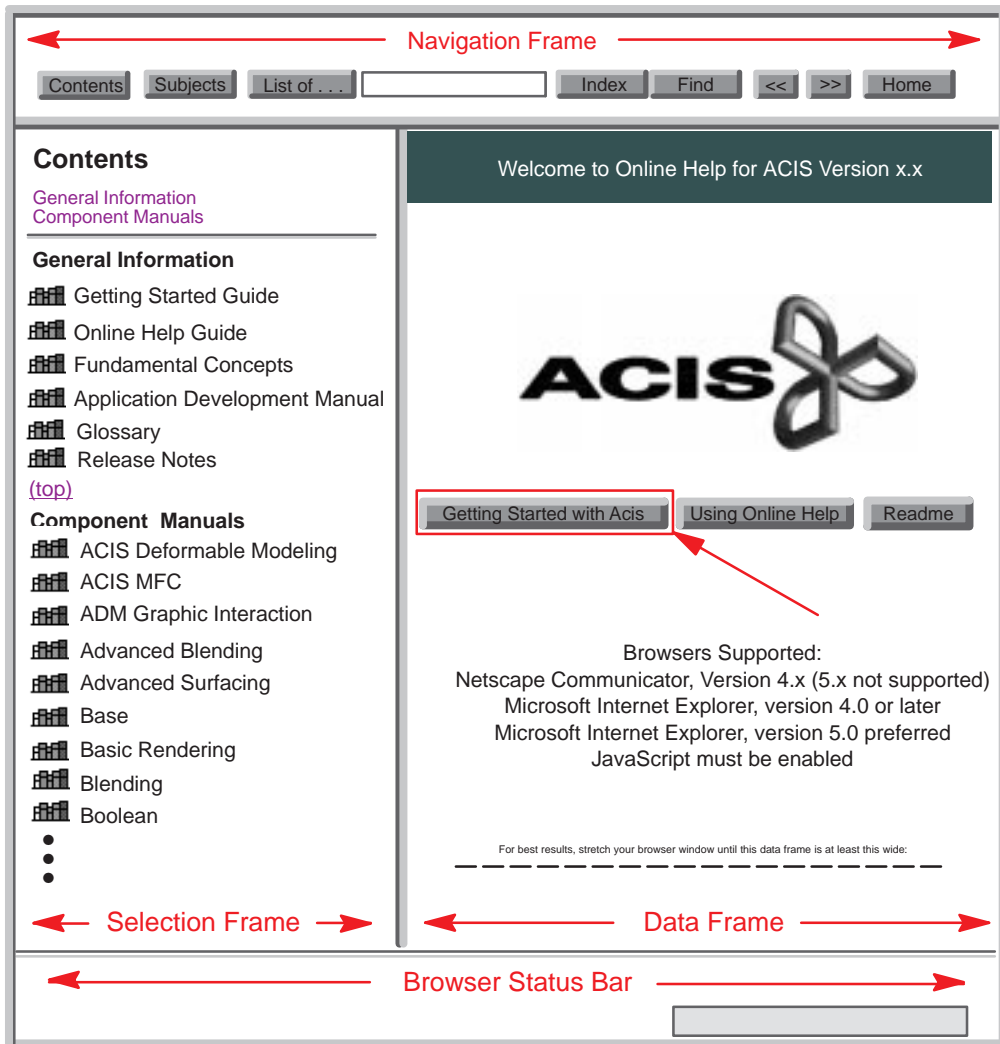 Navigation Frame
Contents Subjects List of . . . Index Find << >> Home
Contents
General Information
Component Manuals
General Information
Getting Started Guide
Online Help Guide
Fundamental Concepts
Application Development Manual
Glossary
Release Notes
(top)
Component Manuals
ACIS Deformable Modeling
ACIS MFC
ADM Graphic Interaction
Advanced Blending
Advanced Surfacing
Base
Basic Rendering
Blending
Boolean
Selection Frame
Welcome to Online Help for ACIS Version x.x
ACIS
Getting Started with Acis Using Online Help Readme
Browsers Supported:
Netscape Communicator, Version 4.x (5.x not supported)
Microsoft Internet Explorer, version 4.0 or later
Microsoft Internet Explorer, version 5.0 preferred
JavaScript must be enabled
For best results, stretch your browser window until this data frame is at least this wide:
Data Frame
Browser Status Bar